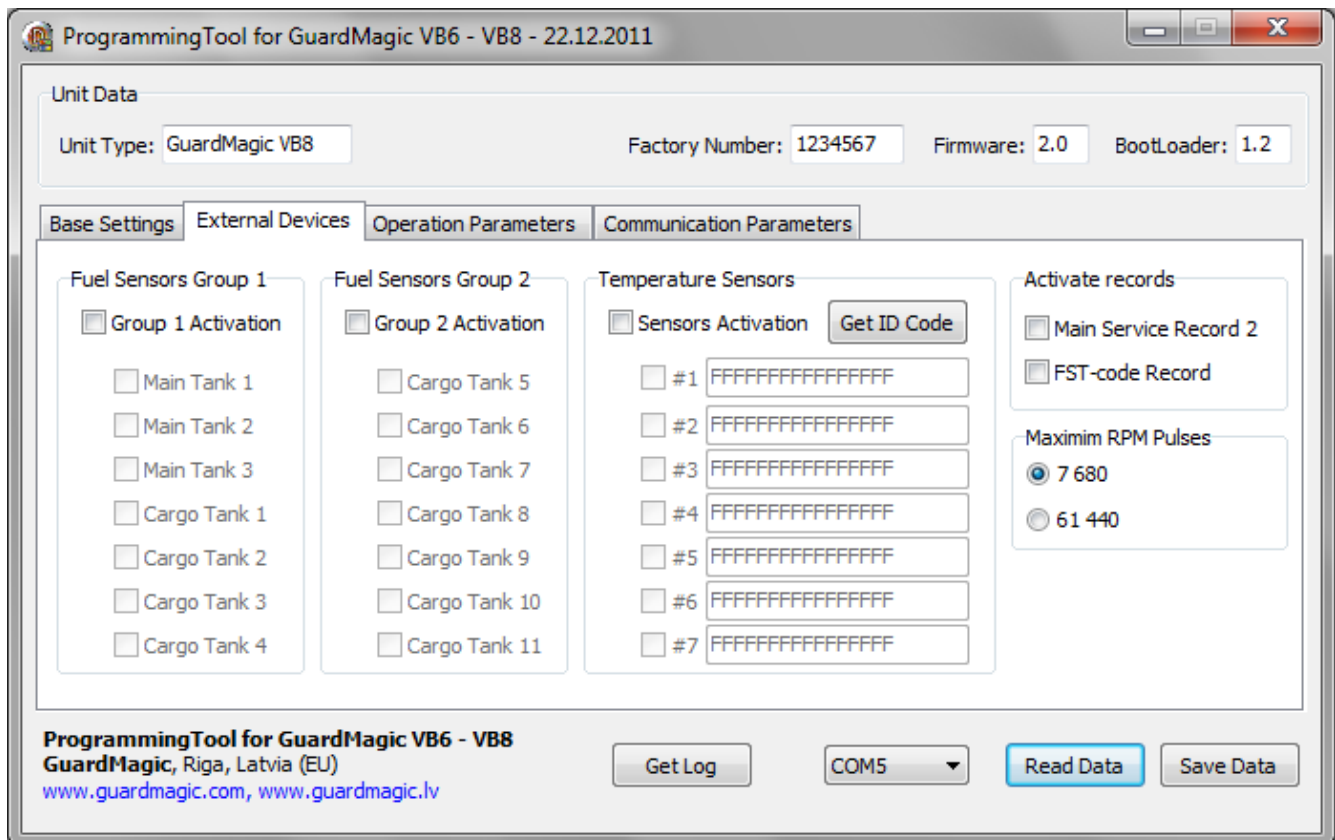 ProgrammingTool for GuardMagic VB6 - VB8 - 22.12.2011
Unit Data
Unit Type: GuardMagic VB8 Factory Number: 1234567 Firmware: 2.0 BootLoader: 1.2
Base Settings External Devices Operation Parameters Communication Parameters
Fuel Sensors Group 1
Group 1 Activation
Main Tank 1
Main Tank 2
Main Tank 3
Cargo Tank 1
Cargo Tank 2
Cargo Tank 3
Cargo Tank 4
Fuel Sensors Group 2
Group 2 Activation
Cargo Tank 5
Cargo Tank 6
Cargo Tank 7
Cargo Tank 8
Cargo Tank 9
Cargo Tank 10
Cargo Tank 11
Temperature Sensors
Sensors Activation Get ID Code
#1 FFFFFFFFFFFFFFFF
#2 FFFFFFFFFFFFFFFF
#3 FFFFFFFFFFFFFFFF
#4 FFFFFFFFFFFFFFFF
#5 FFFFFFFFFFFFFFFF
#6 FFFFFFFFFFFFFFFF
#7 FFFFFFFFFFFFFFFF
Activate records
Main Service Record 2
FST-code Record
Maximim RPM Pulses
7 680
61 440
ProgrammingTool for GuardMagic VB6 - VB8
GuardMagic, Riga, Latvia (EU)
www.guardmagic.com, www.guardmagic.lv
Get Log COM5 Read Data Save Data